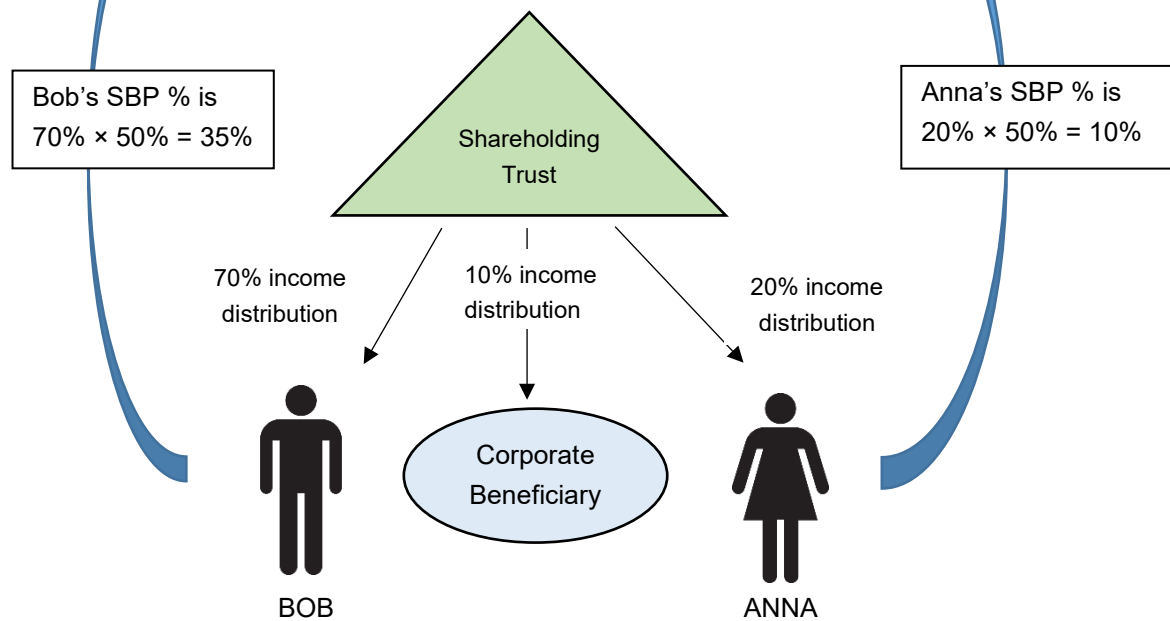 Bob’s SBP % is
70% × 50% = 35%
Anna’s SBP % is
20% × 50% = 10%
Shareholding
Trust
70% income
distribution
10% income
distribution
20% income
distribution
Corporate
Beneficiary
BOB
ANNA